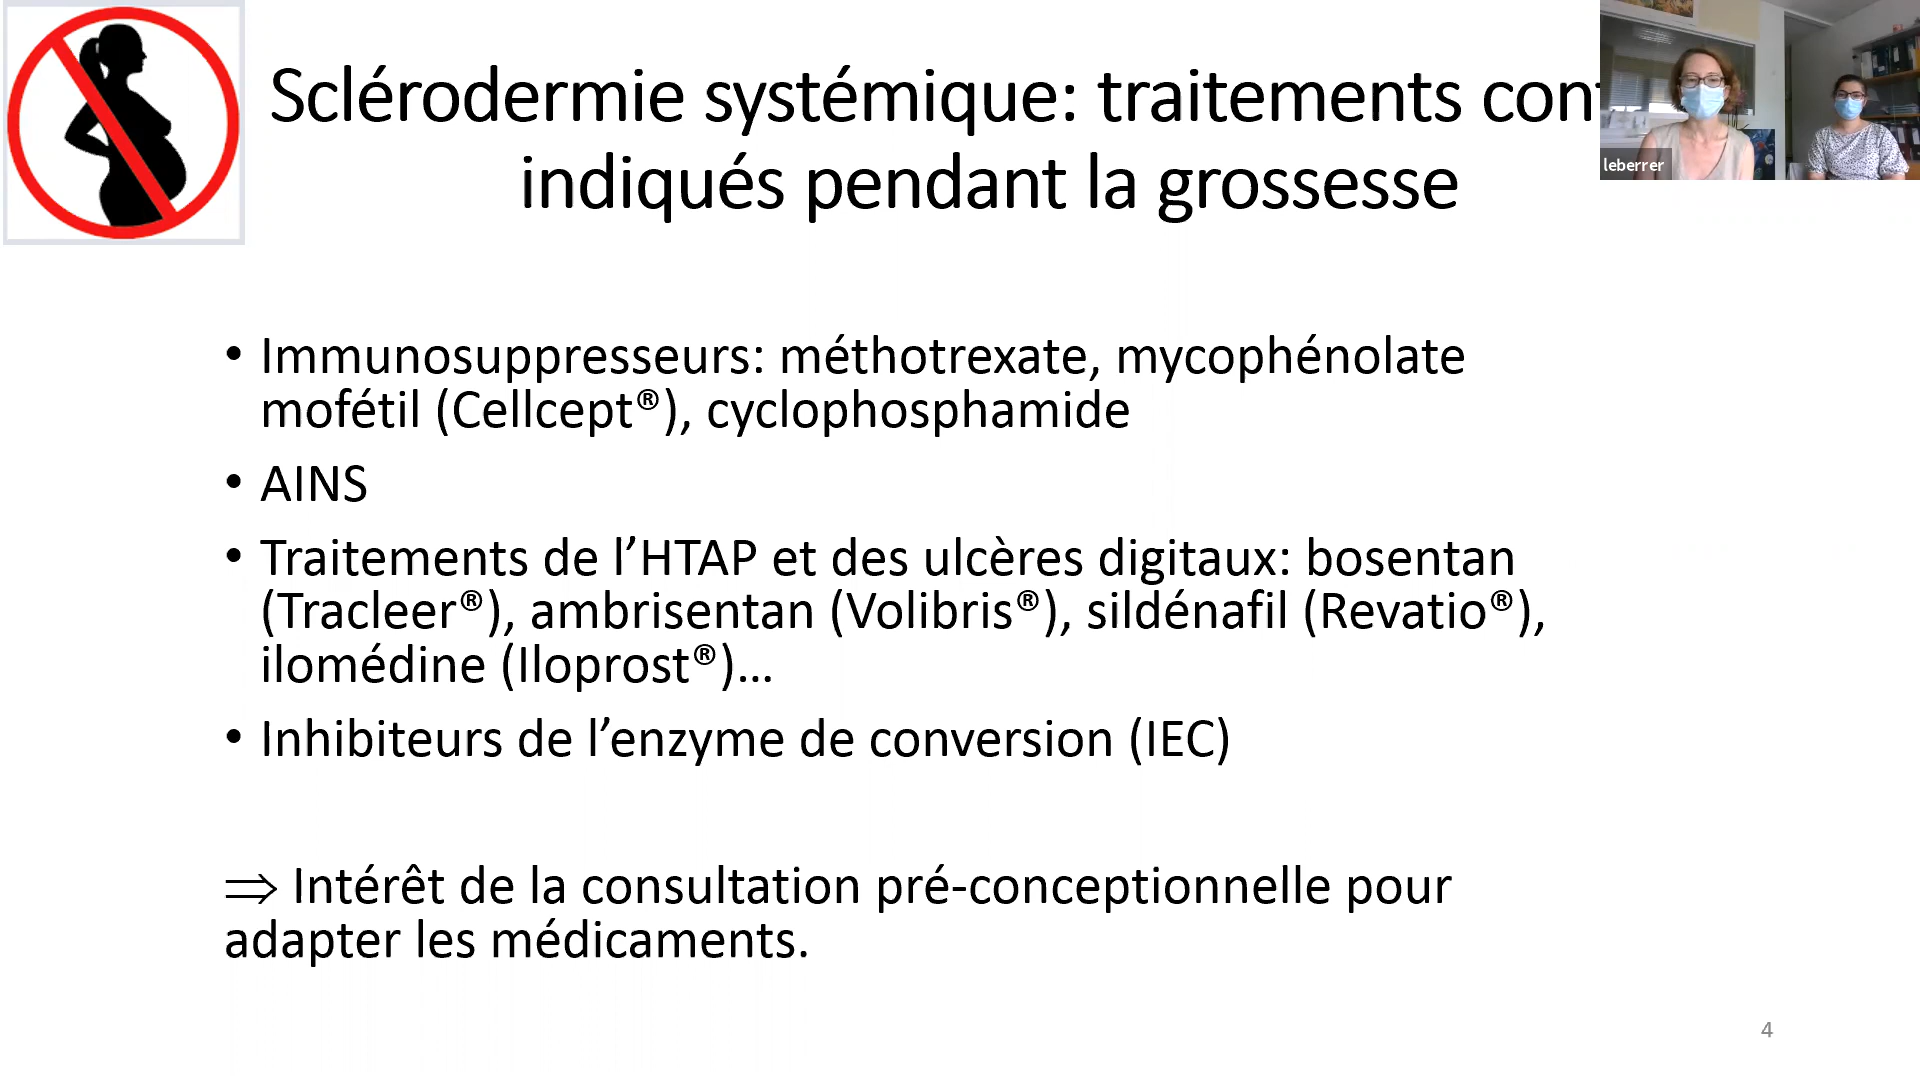 Sclérodermie systémique: traitements con
indiqués pendant la grossesse
leberrer
• Immunosuppresseurs: méthotrexate, mycophénolate
mofétil (Cellcept®), cyclophosphamide
• AINS
• Traitements de l’HTAP et des ulcères digitaux: bosentan
(Tracleer®), ambrisentan (Volibris®), sildénafil (Revatio®),
ilomédine (Iloprost®)…
• Inhibiteurs de l’enzyme de conversion (IEC)
⇒ Intérêt de la consultation pré-conceptionnelle pour
adapter les médicaments.
4